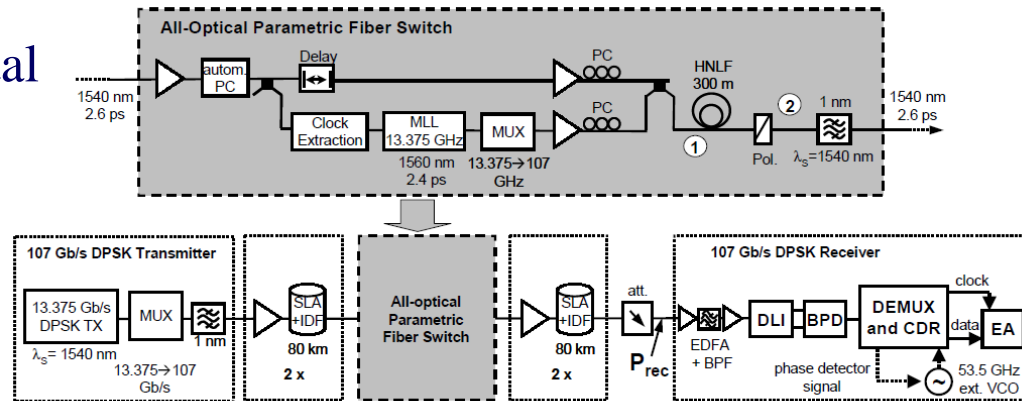 al
All-Optical Parametric Fiber Switch
1540 nm
2.6 ps
autom.
PC
Delay
PC
HNLF
300 m
2
1 nm
1540 nm
2.6 ps
Clock
Extraction
MLL
13.375 GHz
MUX
PC
1
Pol.
λS=1540 nm
1560 nm
2.4 ps
13.375→107
GHz
107 Gb/s DPSK Transmitter
13.375 Gb/s
DPSK TX
MUX
1 nm
λS= 1540 nm
13.375→107
Gb/s
SLA
+IDF
80 km
2 x
All-optical
Parametric
Fiber Switch
SLA
+IDF
80 km
2 x
att.
Prec
107 Gb/s DPSK Receiver
EDFA
+ BPF
DLI
BPD
DEMUX
and CDR
clock
data
EA
phase detector
signal
~
53.5 GHz
ext. VCO